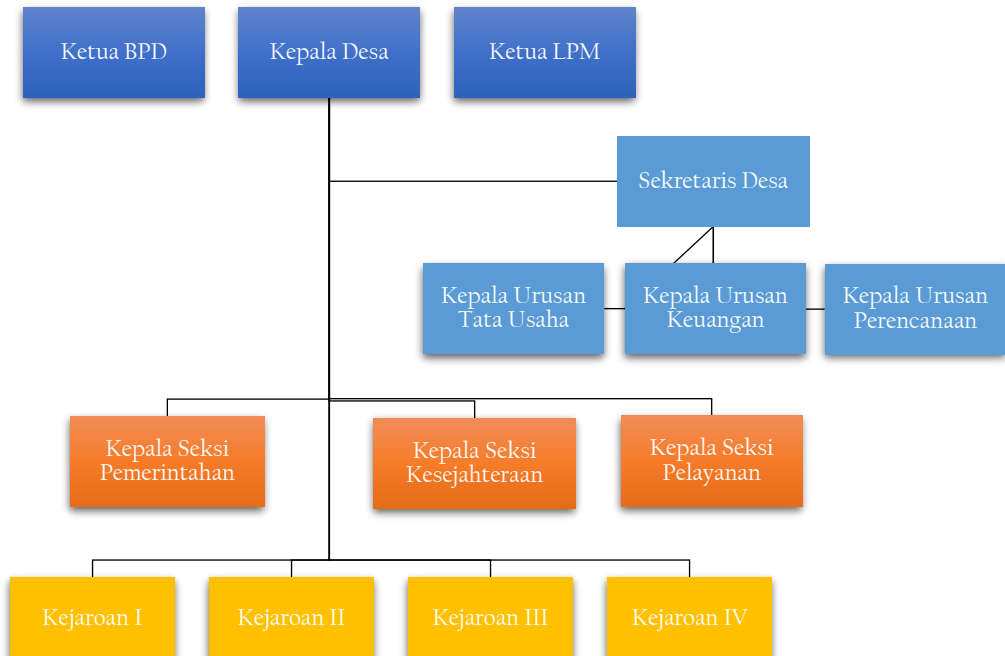 Ketua BPD
Kepala Desa
Ketua LPM
Sekretaris Desa
Kepala Urusan
Tata Usaha
Kepala Urusan
Keuangan
Kepala Urusan
Perencanaan
Kepala Seksi
Pemerintahan
Kepala Seksi
Kesejahteraan
Kepala Seksi
Pelayanan
Kejaroan I
Kejaroan II
Kejaroan III
Kejaroan IV